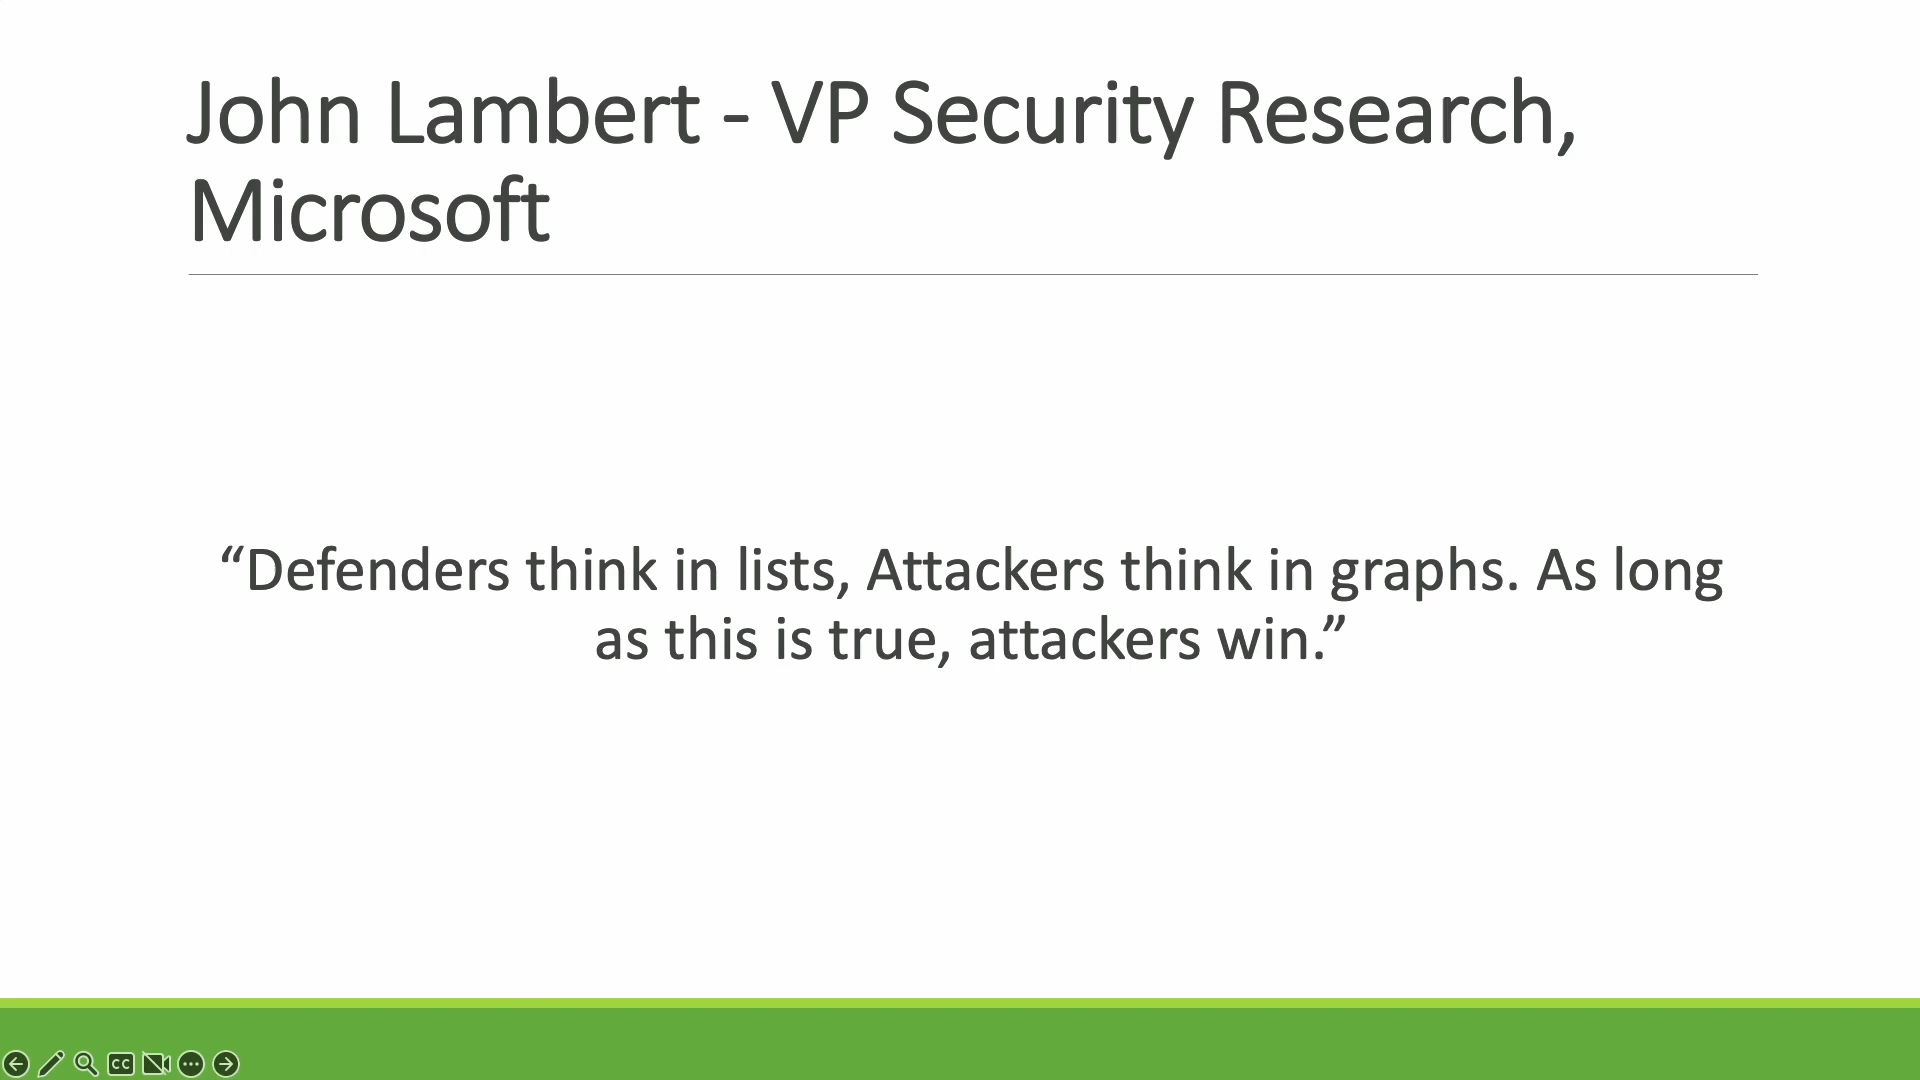 John Lambert - VP Security Research,
Microsoft
“Defenders think in lists, Attackers think in graphs. As long
as this is true, attackers win.”
CC